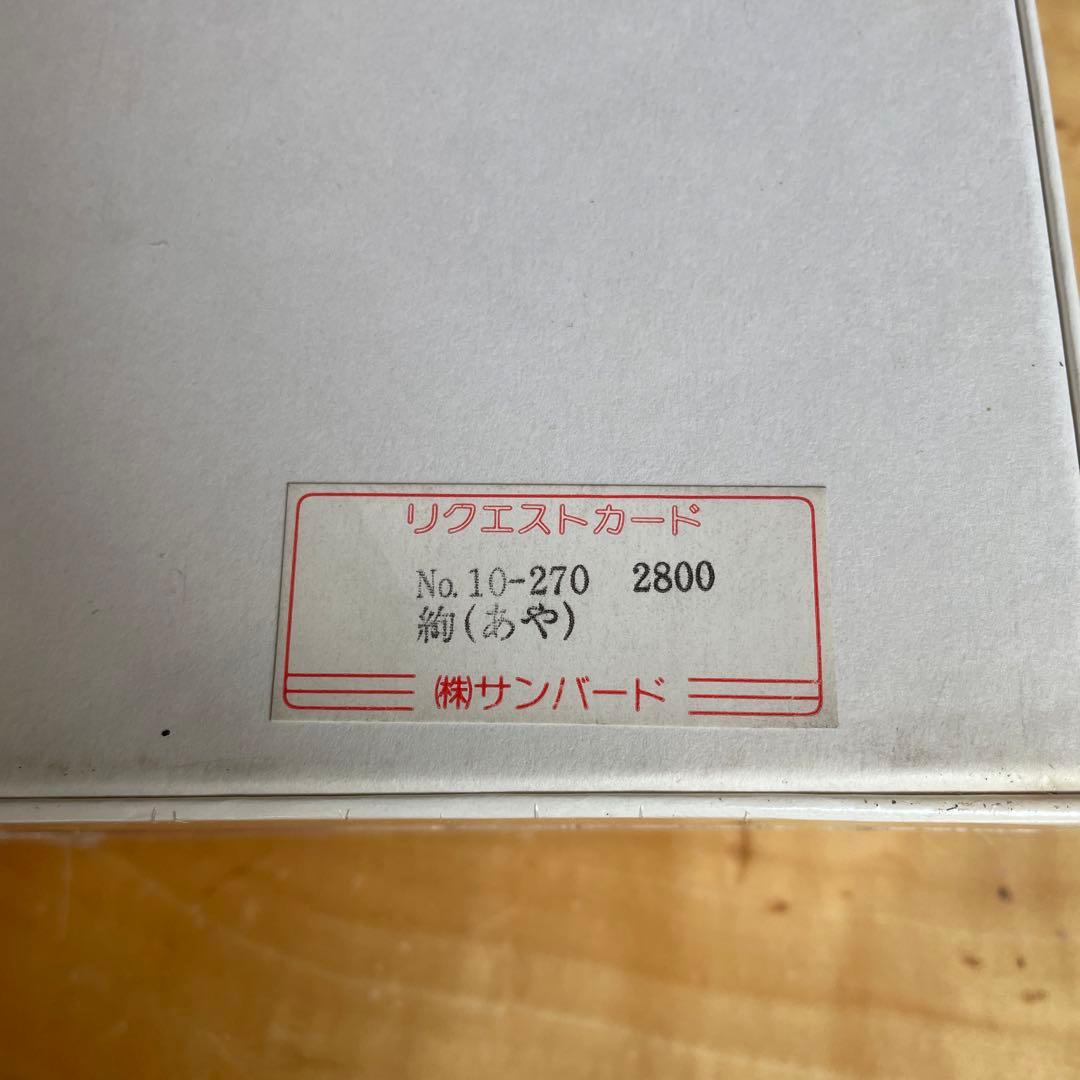 リクエストカード
No.10-270 2800
絢(あや)
㈱サンバード